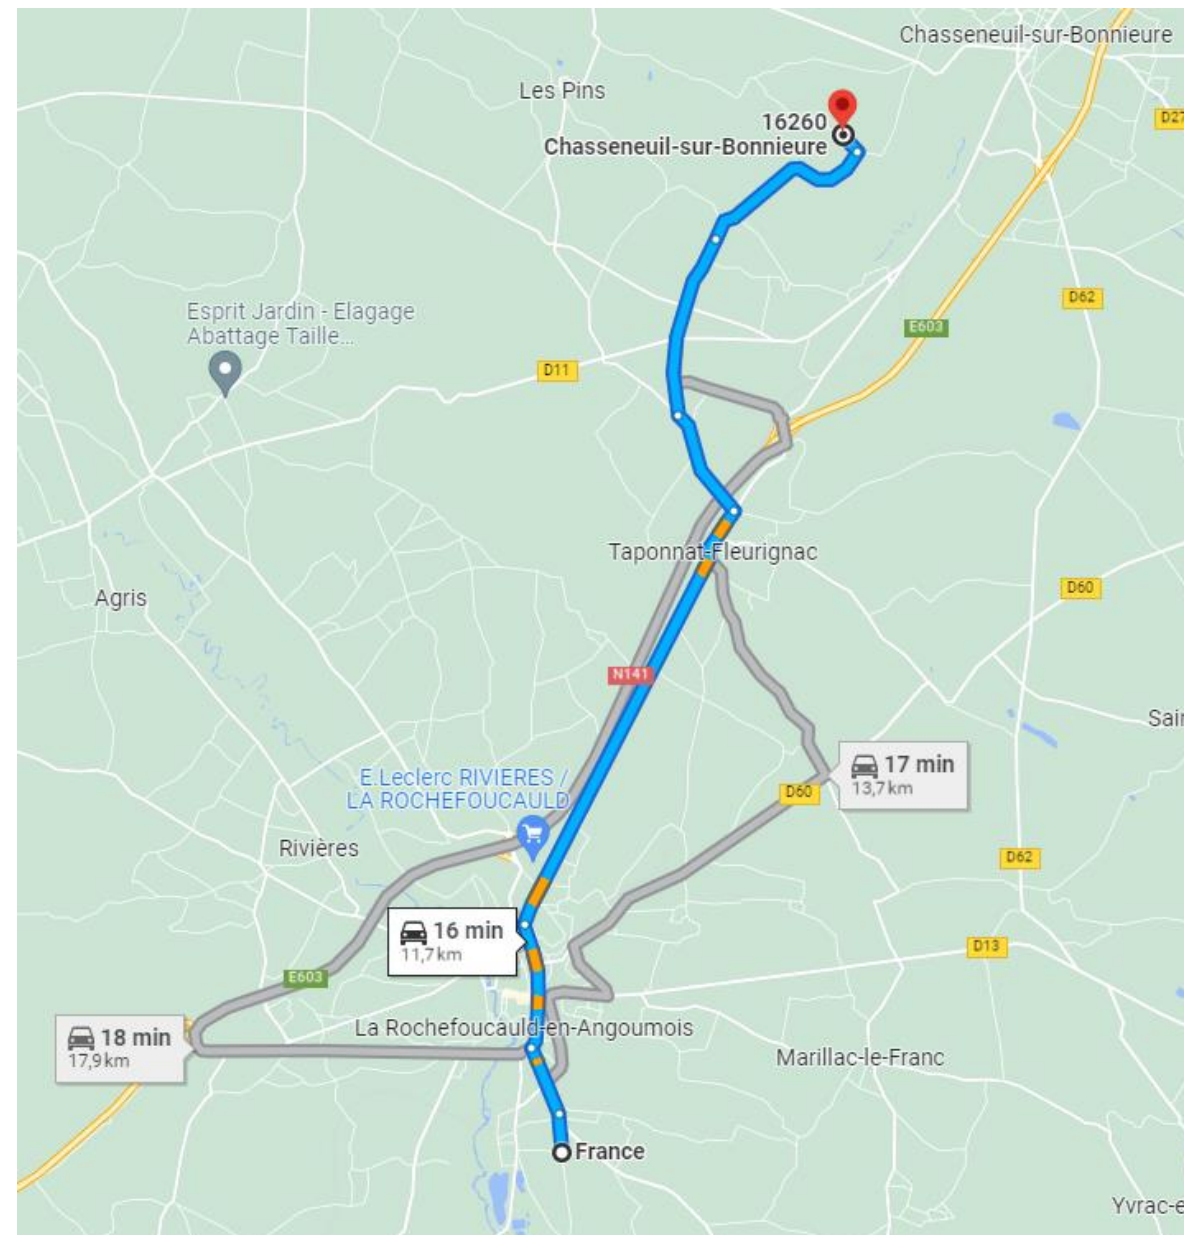 Chasseneuil-sur-Bonnieure
Les Pins
16260
Chasseneuil-sur-Bonnieure
D27
D62
Esprit Jardin - Elagage
Abattage Taille...
E603
D11
Taponnat-Fleurignac
D60
Agris
N141
Sai
17 min
13,7 km
E.Leclerc RIVIERES /
LA ROCHEFOUCAULD
D60
Rivières
D62
16 min
11,7 km
D13
E603
La Rochefoucauld-en-Angoumois
18 min
17,9 km
Marillac-le-Franc
France
Yvrac-e